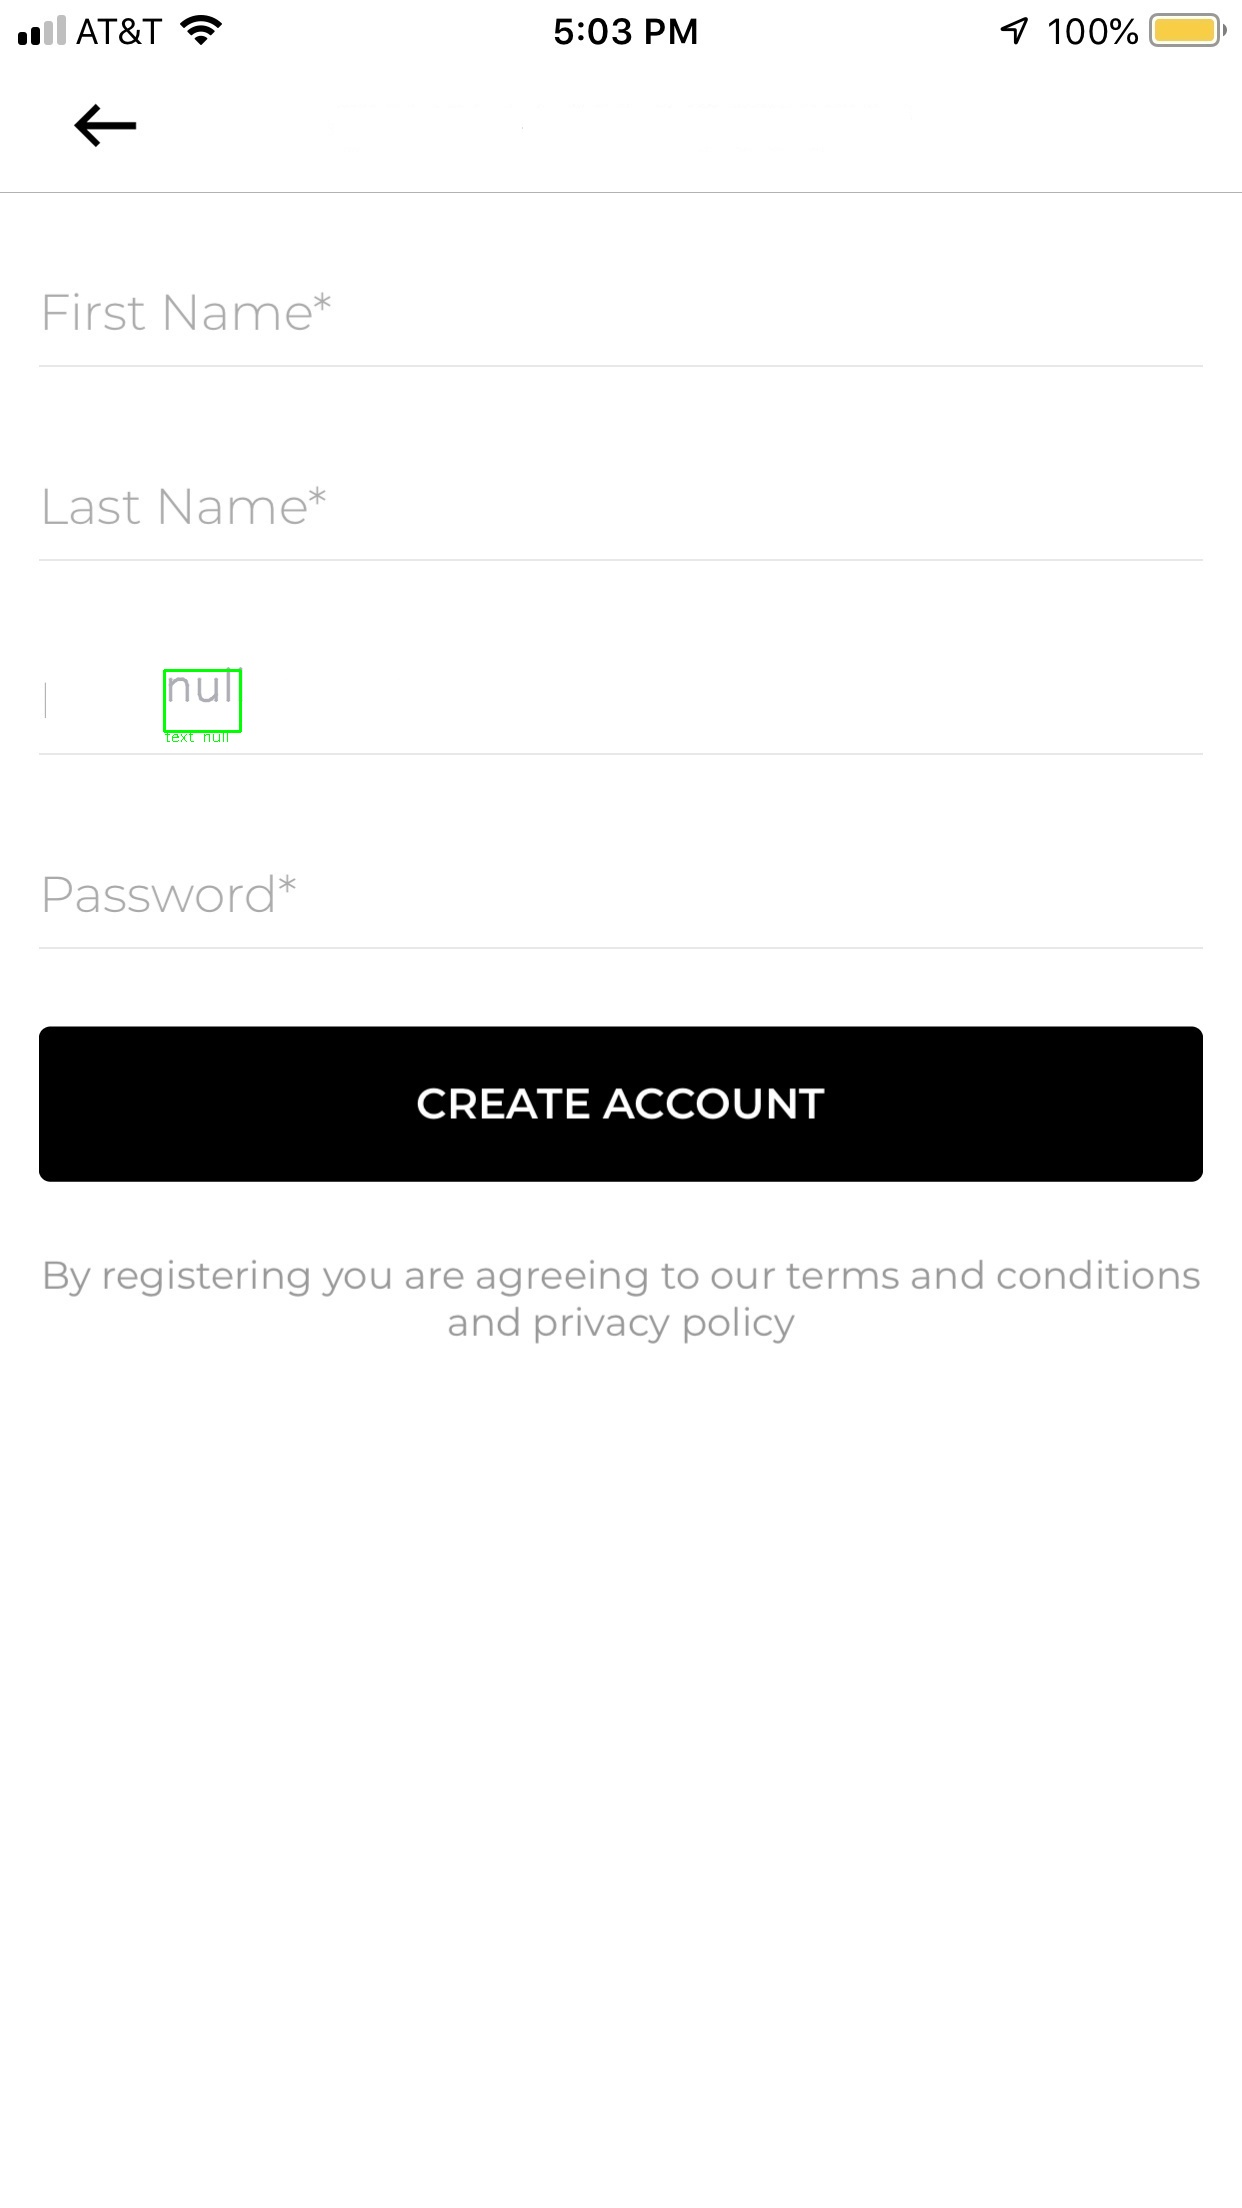 AT&T 5:03 PM 100%
First Name*
Last Name*
null
text null
Password*
CREATE ACCOUNT
By registering you are agreeing to our terms and conditions
and privacy policy